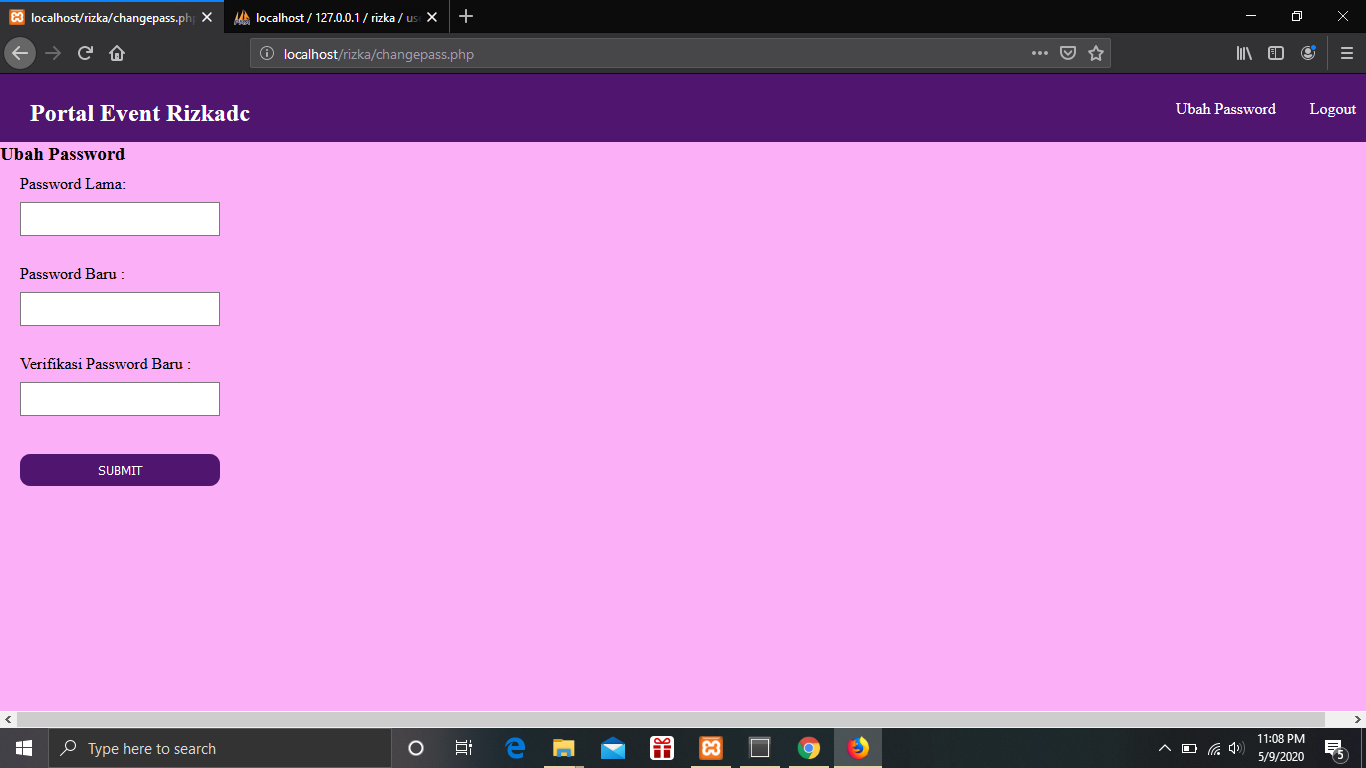 localhost/rizka/changepass.php
localhost / 127.0.0.1 / rizka / us
localhost/rizka/changepass.php
Portal Event Rizkadc
Ubah Password
Logout
Ubah Password
Password Lama:
Password Baru :
Verifikasi Password Baru :
SUBMIT
Type here to search
11:08 PM
5/9/2020
5